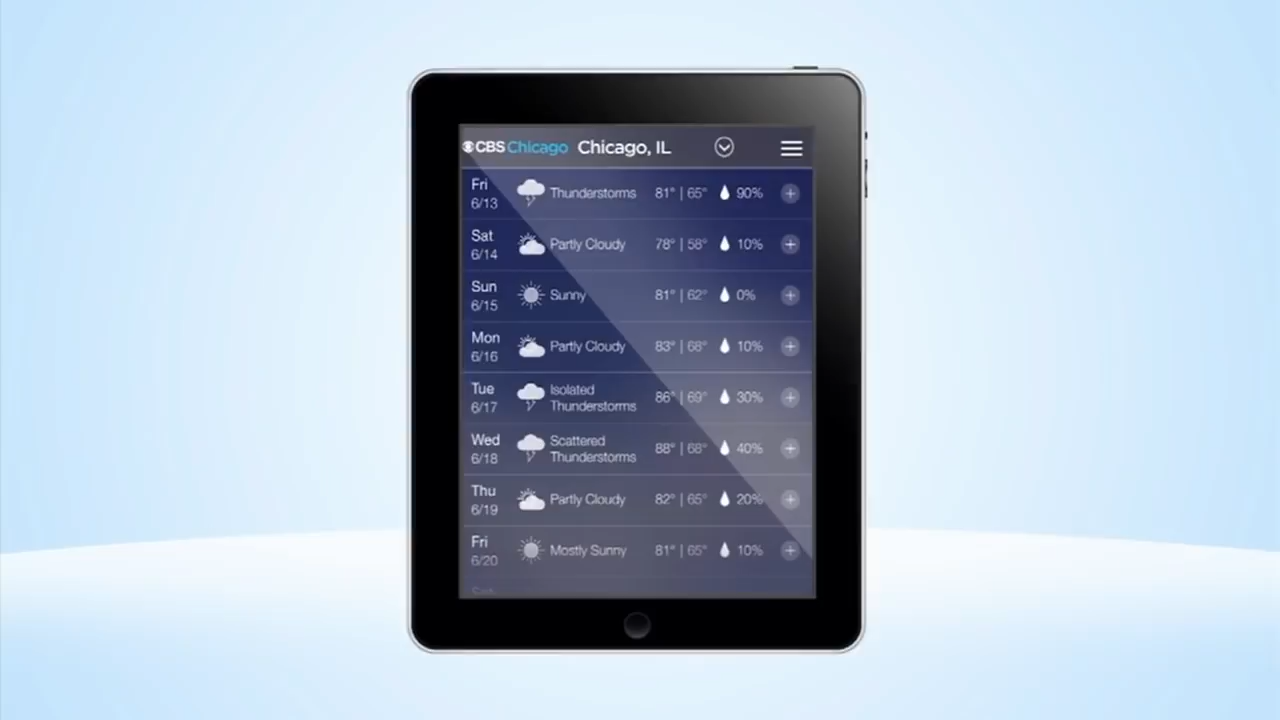 CBS Chicago Chicago, IL
Fri
6/13
Thunderstorms 81° | 65° 90%
Sat
6/14
Partly Cloudy 78° | 58° 10%
Sun
6/15
Sunny 81° | 62° 0%
Mon
6/16
Partly Cloudy 83° | 68° 10%
Tue
6/17
Isolated
Thunderstorms 86° | 69° 30%
Wed
6/18
Scattered
Thunderstorms 88° | 68° 40%
Thu
6/19
Partly Cloudy 82° | 65° 20%
Fri
6/20
Mostly Sunny 81° | 65° 10%